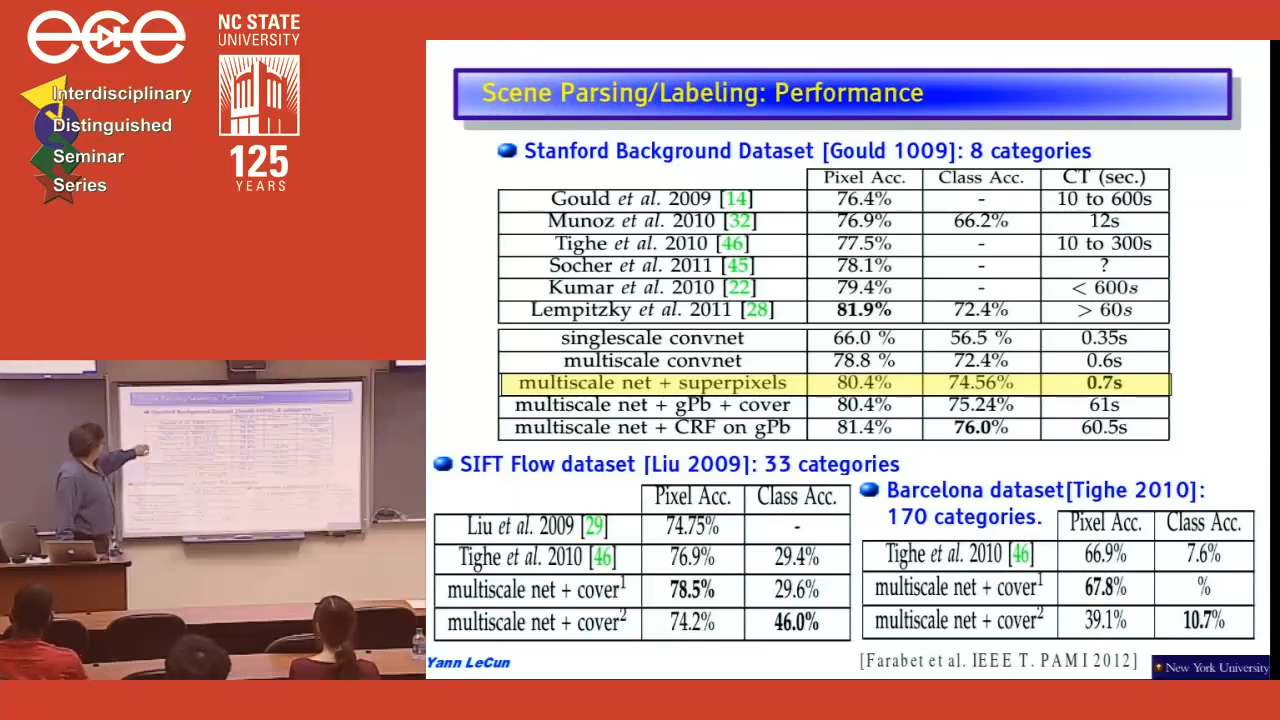 ece
NC STATE
UNIVERSITY
Interdisciplinary
Distinguished
Seminar
Series
125
YEARS
Scene Parsing/Labeling: Performance
Stanford Background Dataset [Gould 1009]: 8 categories
Pixel Acc. Class Acc. CT (sec.)
Gould et al. 2009 [14] 76.4% - 10 to 600s
Munoz et al. 2010 [32] 76.9% 66.2% 12s
Tighe et al. 2010 [46] 77.5% - 10 to 300s
Socher et al. 2011 [45] 78.1% - ?
Kumar et al. 2010 [22] 79.4% - < 600s
Lempitzky et al. 2011 [28] 81.9% 72.4% > 60s
singlescale convnet 66.0 % 56.5 % 0.35s
multiscale convnet 78.8 % 72.4% 0.6s
multiscale net + superpixels 80.4% 74.56% 0.7s
multiscale net + gPb + cover 80.4% 75.24% 61s
multiscale net + CRF on gPb 81.4% 76.0% 60.5s
SIFT Flow dataset [Liu 2009]: 33 categories
Pixel Acc. Class Acc.
Liu et al. 2009 [29] 74.75% -
Tighe et al. 2010 [46] 76.9% 29.4%
multiscale net + cover¹ 78.5% 29.6%
multiscale net + cover² 74.2% 46.0%
Barcelona dataset[Tighe 2010]:
170 categories.
Pixel Acc. Class Acc.
Tighe et al. 2010 [46] 66.9% 7.6%
multiscale net + cover¹ 67.8% %
multiscale net + cover² 39.1% 10.7%
Yann LeCun
[Farabet et al. IEEE T. PAMI 2012]
New York University
Scene Parsing/Labeling: Performance